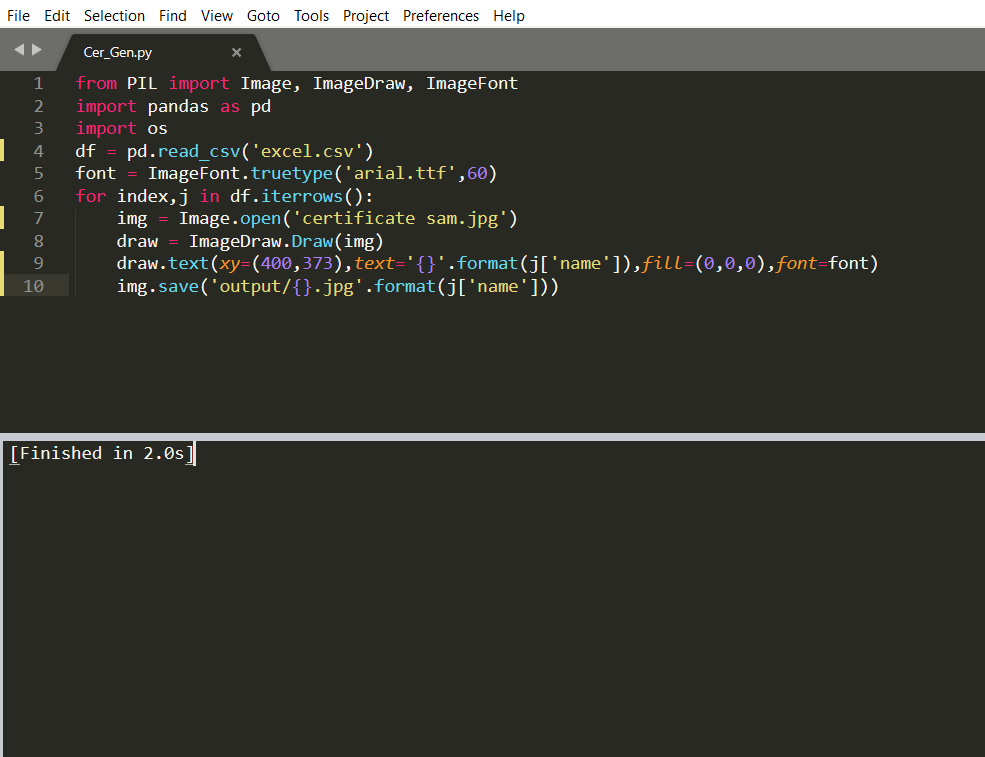 File Edit Selection Find View Goto Tools Project Preferences Help
Cer_Gen.py
1 from PIL import Image, ImageDraw, ImageFont
2 import pandas as pd
3 import os
4 df = pd.read_csv('excel.csv')
5 font = ImageFont.truetype('arial.ttf',60)
6 for index,j in df.iterrows():
7     img = Image.open('certificate sam.jpg')
8     draw = ImageDraw.Draw(img)
9     draw.text(xy=(400,373),text='{}'.format(j['name']),fill=(0,0,0),font=font)
10     img.save('output/{}.jpg'.format(j['name']))
[Finished in 2.0s]